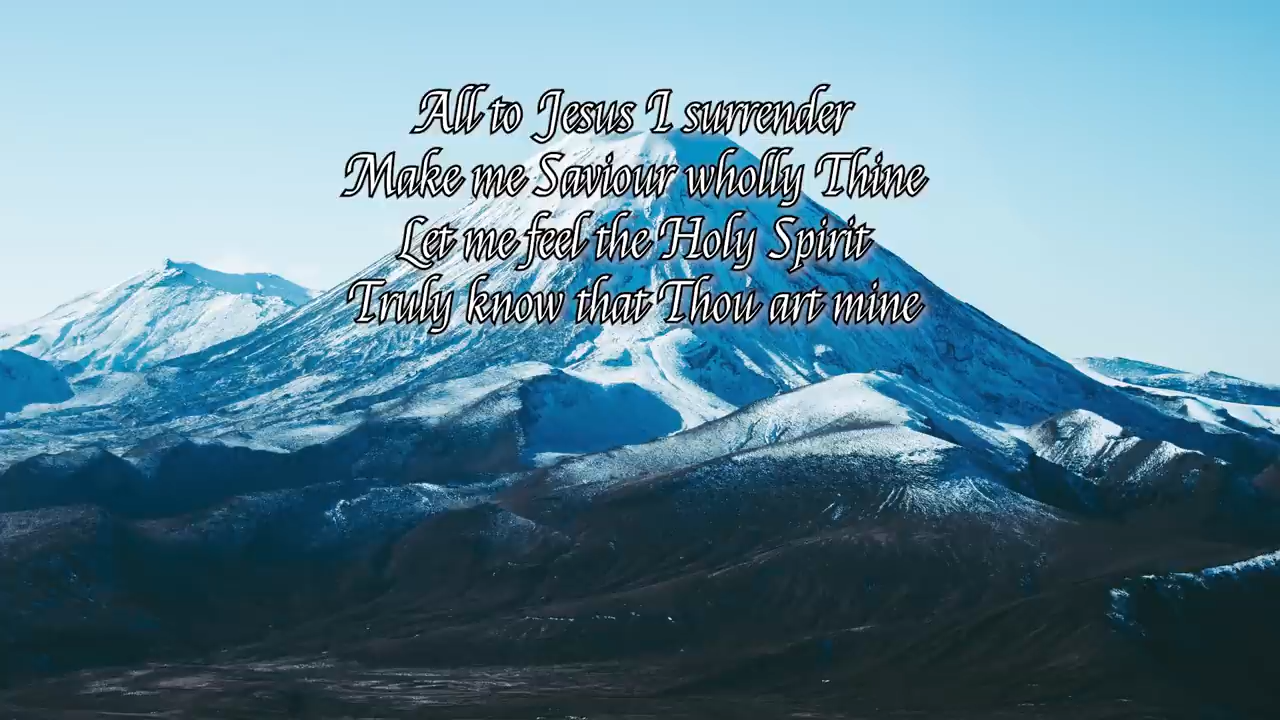 All to Jesus I surrender
Make me Saviour wholly Thine
Let me feel the Holy Spirit
Truly know that Thou art mine